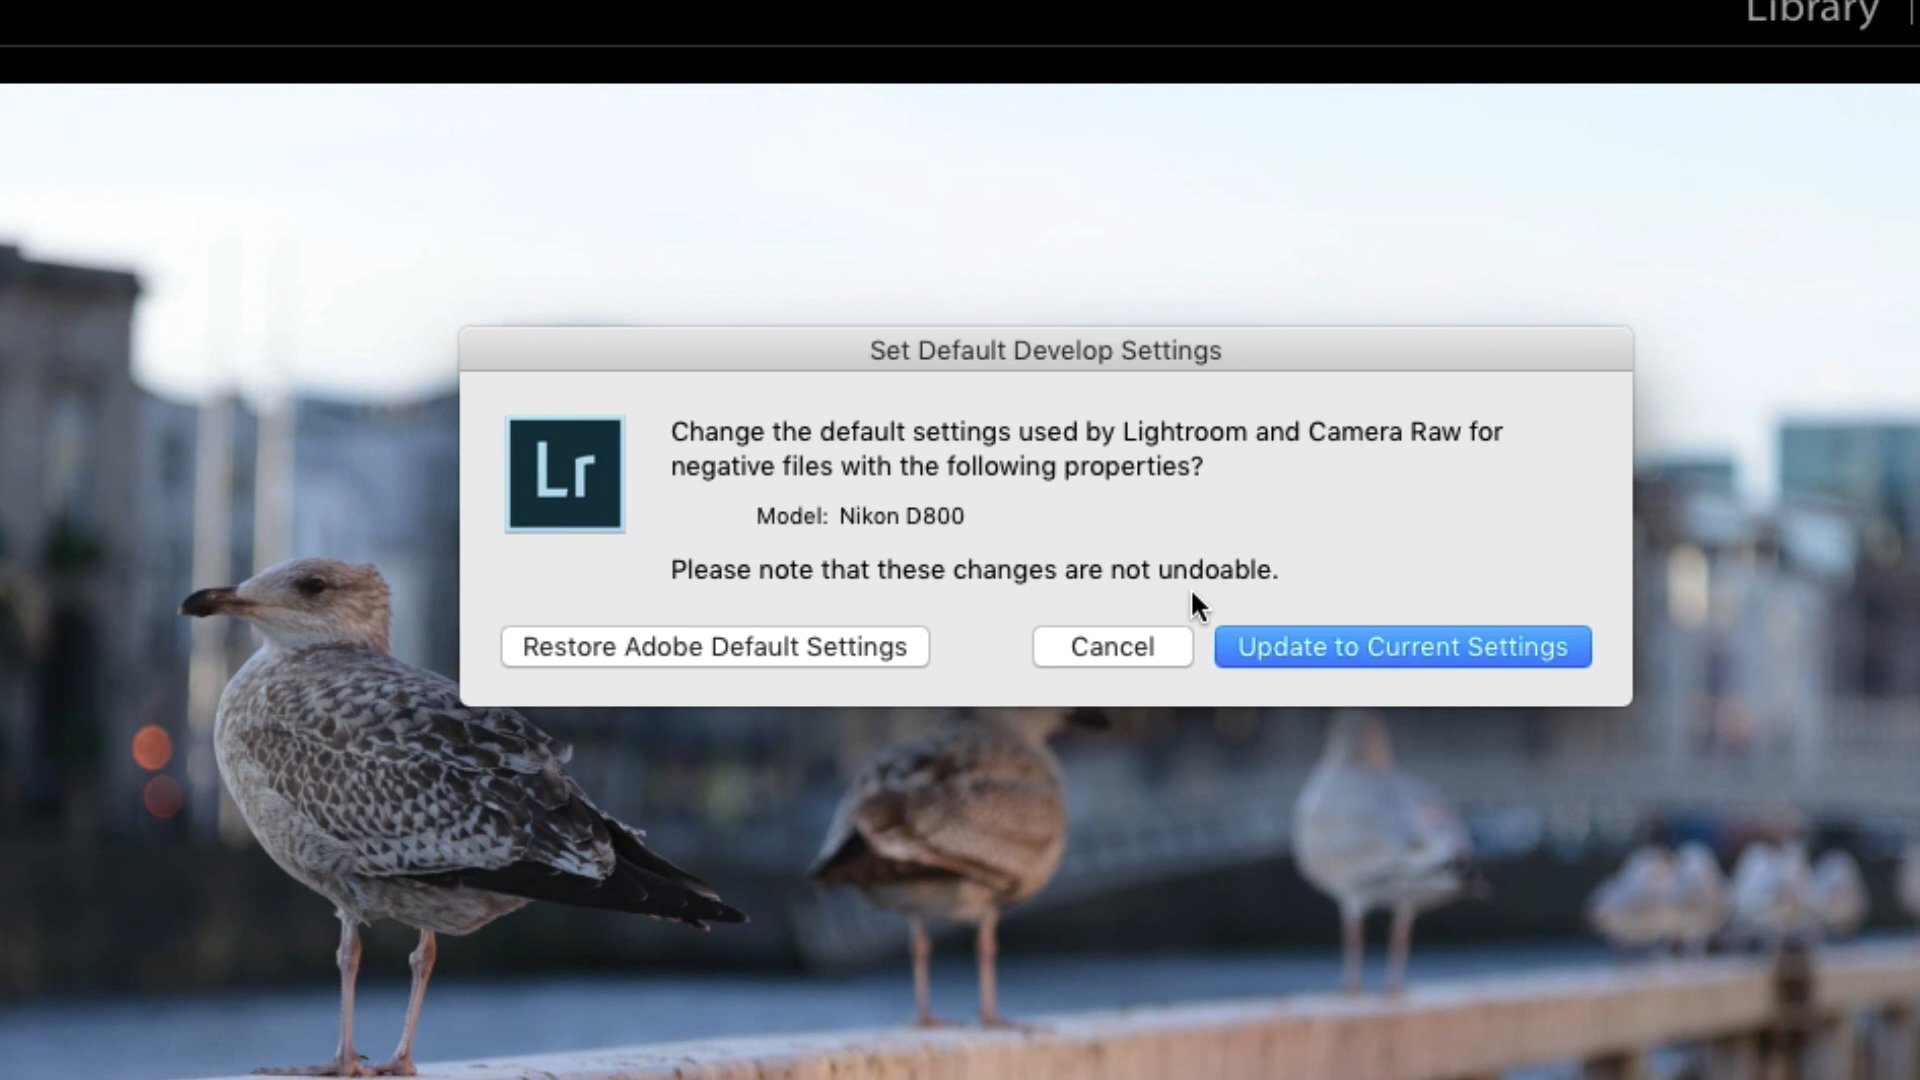 Library
Set Default Develop Settings
Lr
Change the default settings used by Lightroom and Camera Raw for
negative files with the following properties?
Model: Nikon D800
Please note that these changes are not undoable.
Restore Adobe Default Settings
Cancel
Update to Current Settings